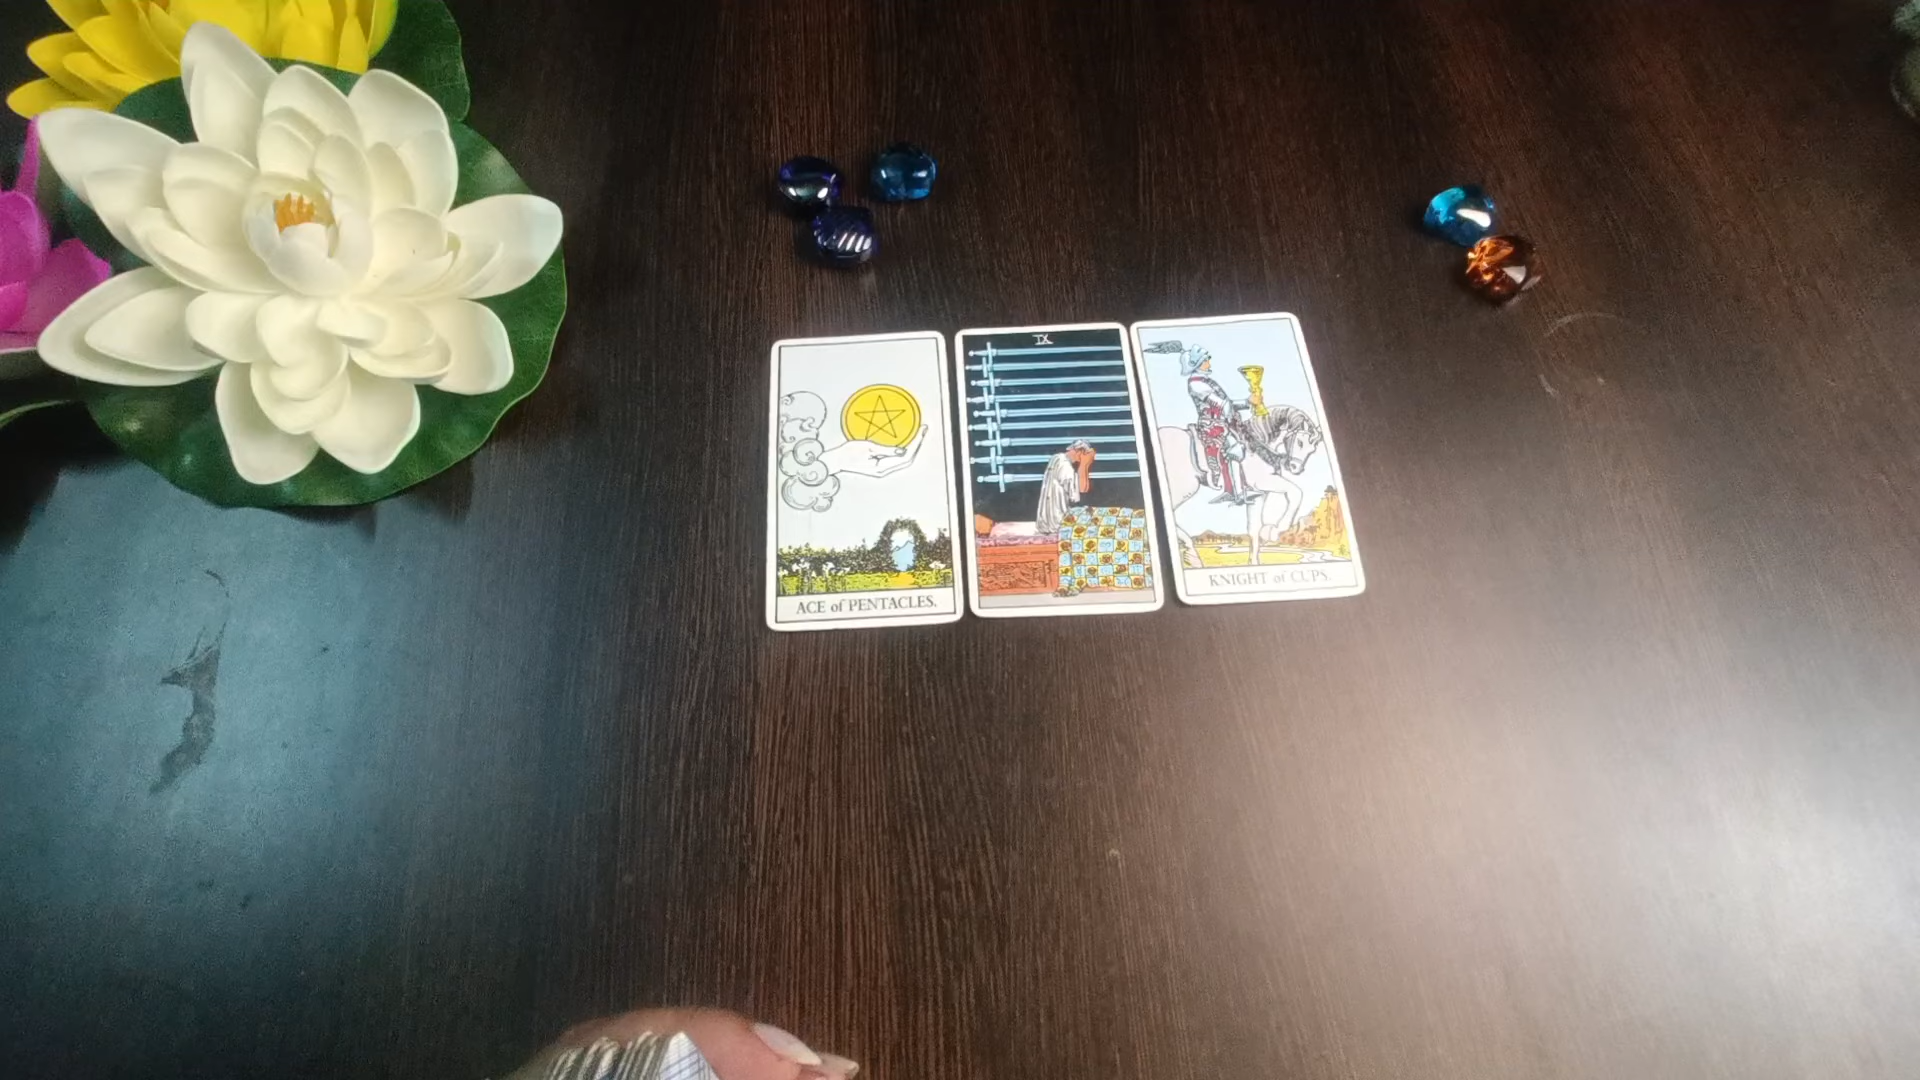 ACE of PENTACLES.
IX
KNIGHT of CUPS.